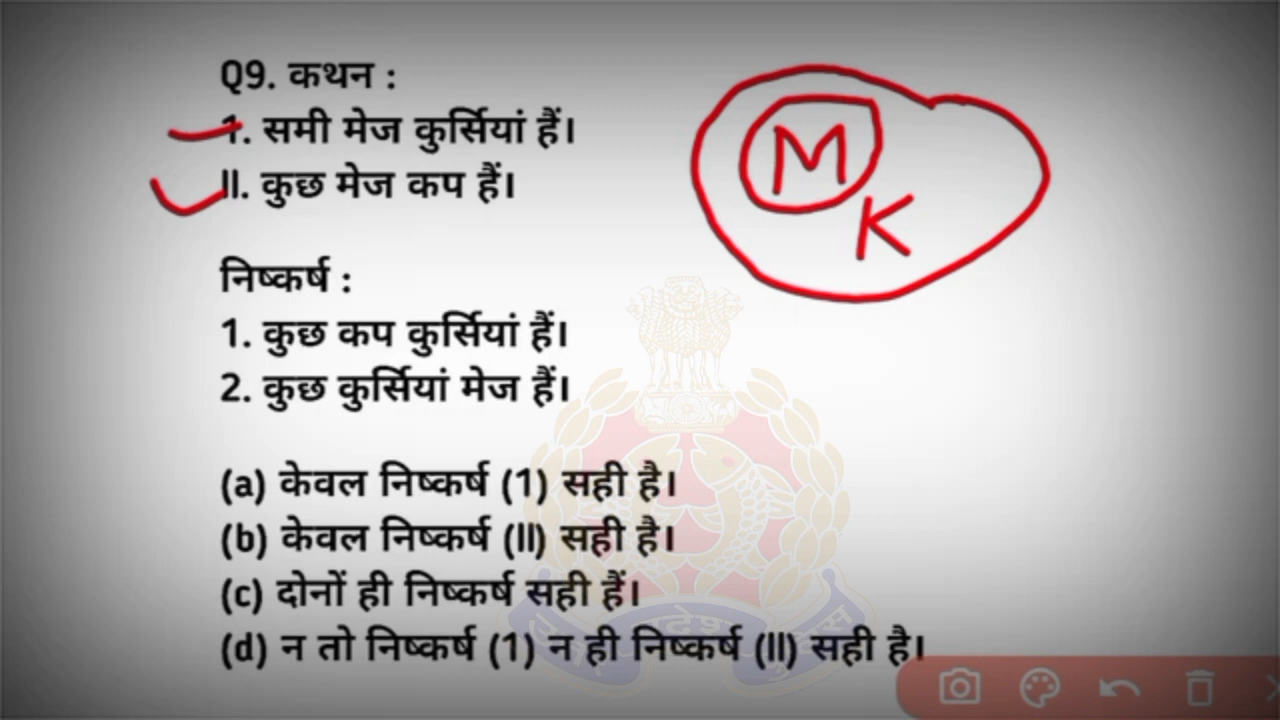 Q9. कथन :
1. समी मेज कुर्सियां हैं।
II. कुछ मेज कप हैं।
M
K
निष्कर्ष :
1. कुछ कप कुर्सियां हैं।
2. कुछ कुर्सियां मेज हैं।
(a) केवल निष्कर्ष (1) सही है।
(b) केवल निष्कर्ष (II) सही है।
(c) दोनों ही निष्कर्ष सही हैं।
(d) न तो निष्कर्ष (1) न ही निष्कर्ष (II) सही है।